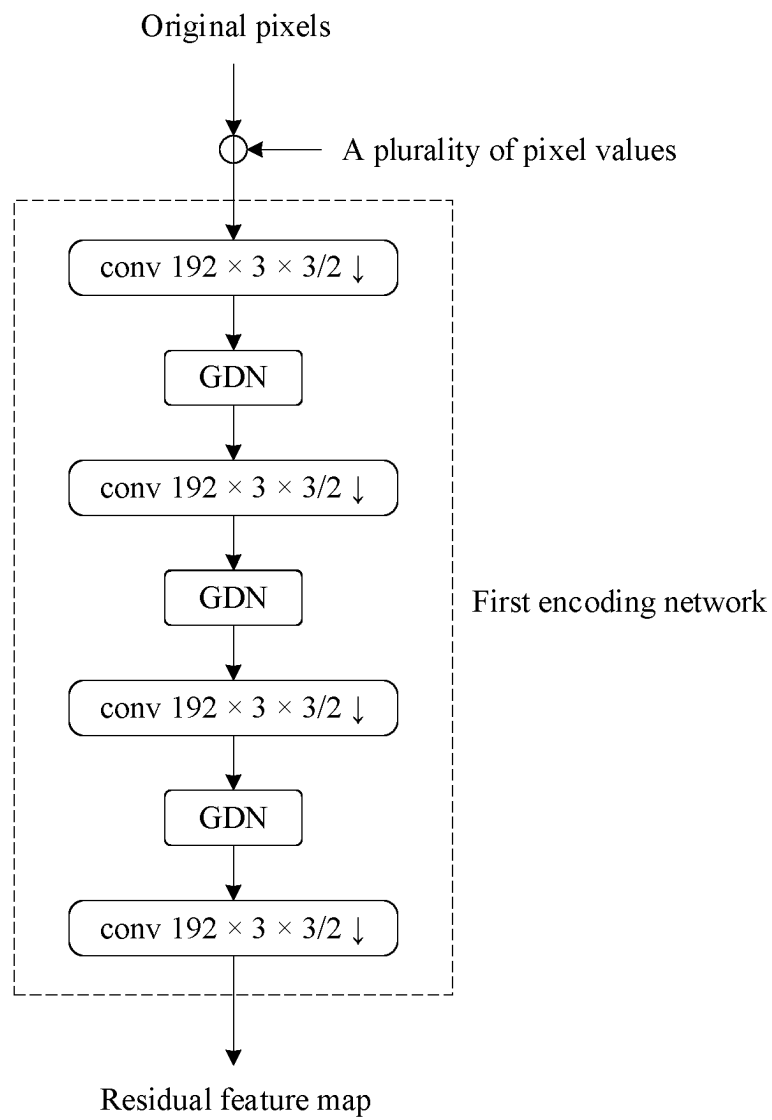 Original pixels
A plurality of pixel values
conv 192 × 3 × 3/2 ↓
GDN
conv 192 × 3 × 3/2 ↓
GDN
First encoding network
conv 192 × 3 × 3/2 ↓
GDN
conv 192 × 3 × 3/2 ↓
Residual feature map